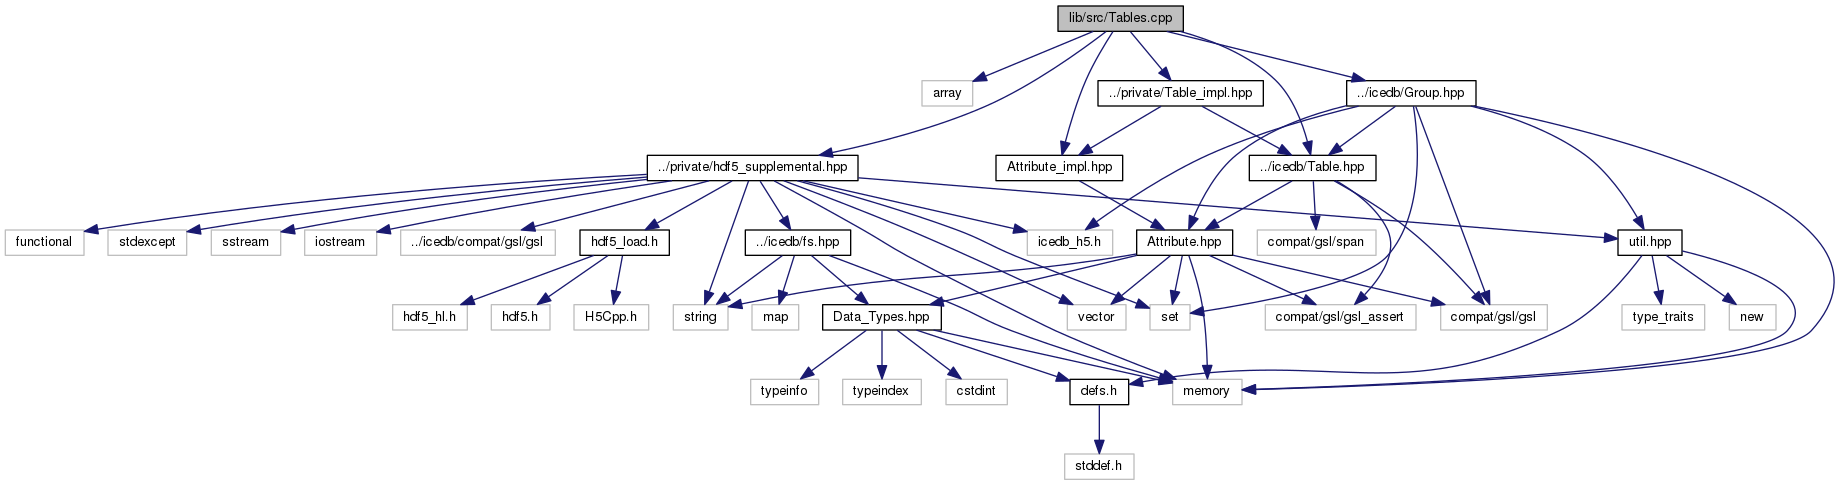 lib/src/Tables.cpp
array
../private/Table_impl.hpp
../icedb/Group.hpp
../private/hdf5_supplemental.hpp
Attribute_impl.hpp
../icedb/Table.hpp
functional
stdexcept
sstream
iostream
../icedb/compat/gsl/gsl
hdf5_load.h
../icedb/fs.hpp
icedb_h5.h
Attribute.hpp
compat/gsl/span
util.hpp
hdf5_hl.h
hdf5.h
H5Cpp.h
string
map
Data_Types.hpp
vector
set
compat/gsl/gsl_assert
compat/gsl/gsl
type_traits
new
typeinfo
typeindex
cstdint
defs.h
memory
stddef.h